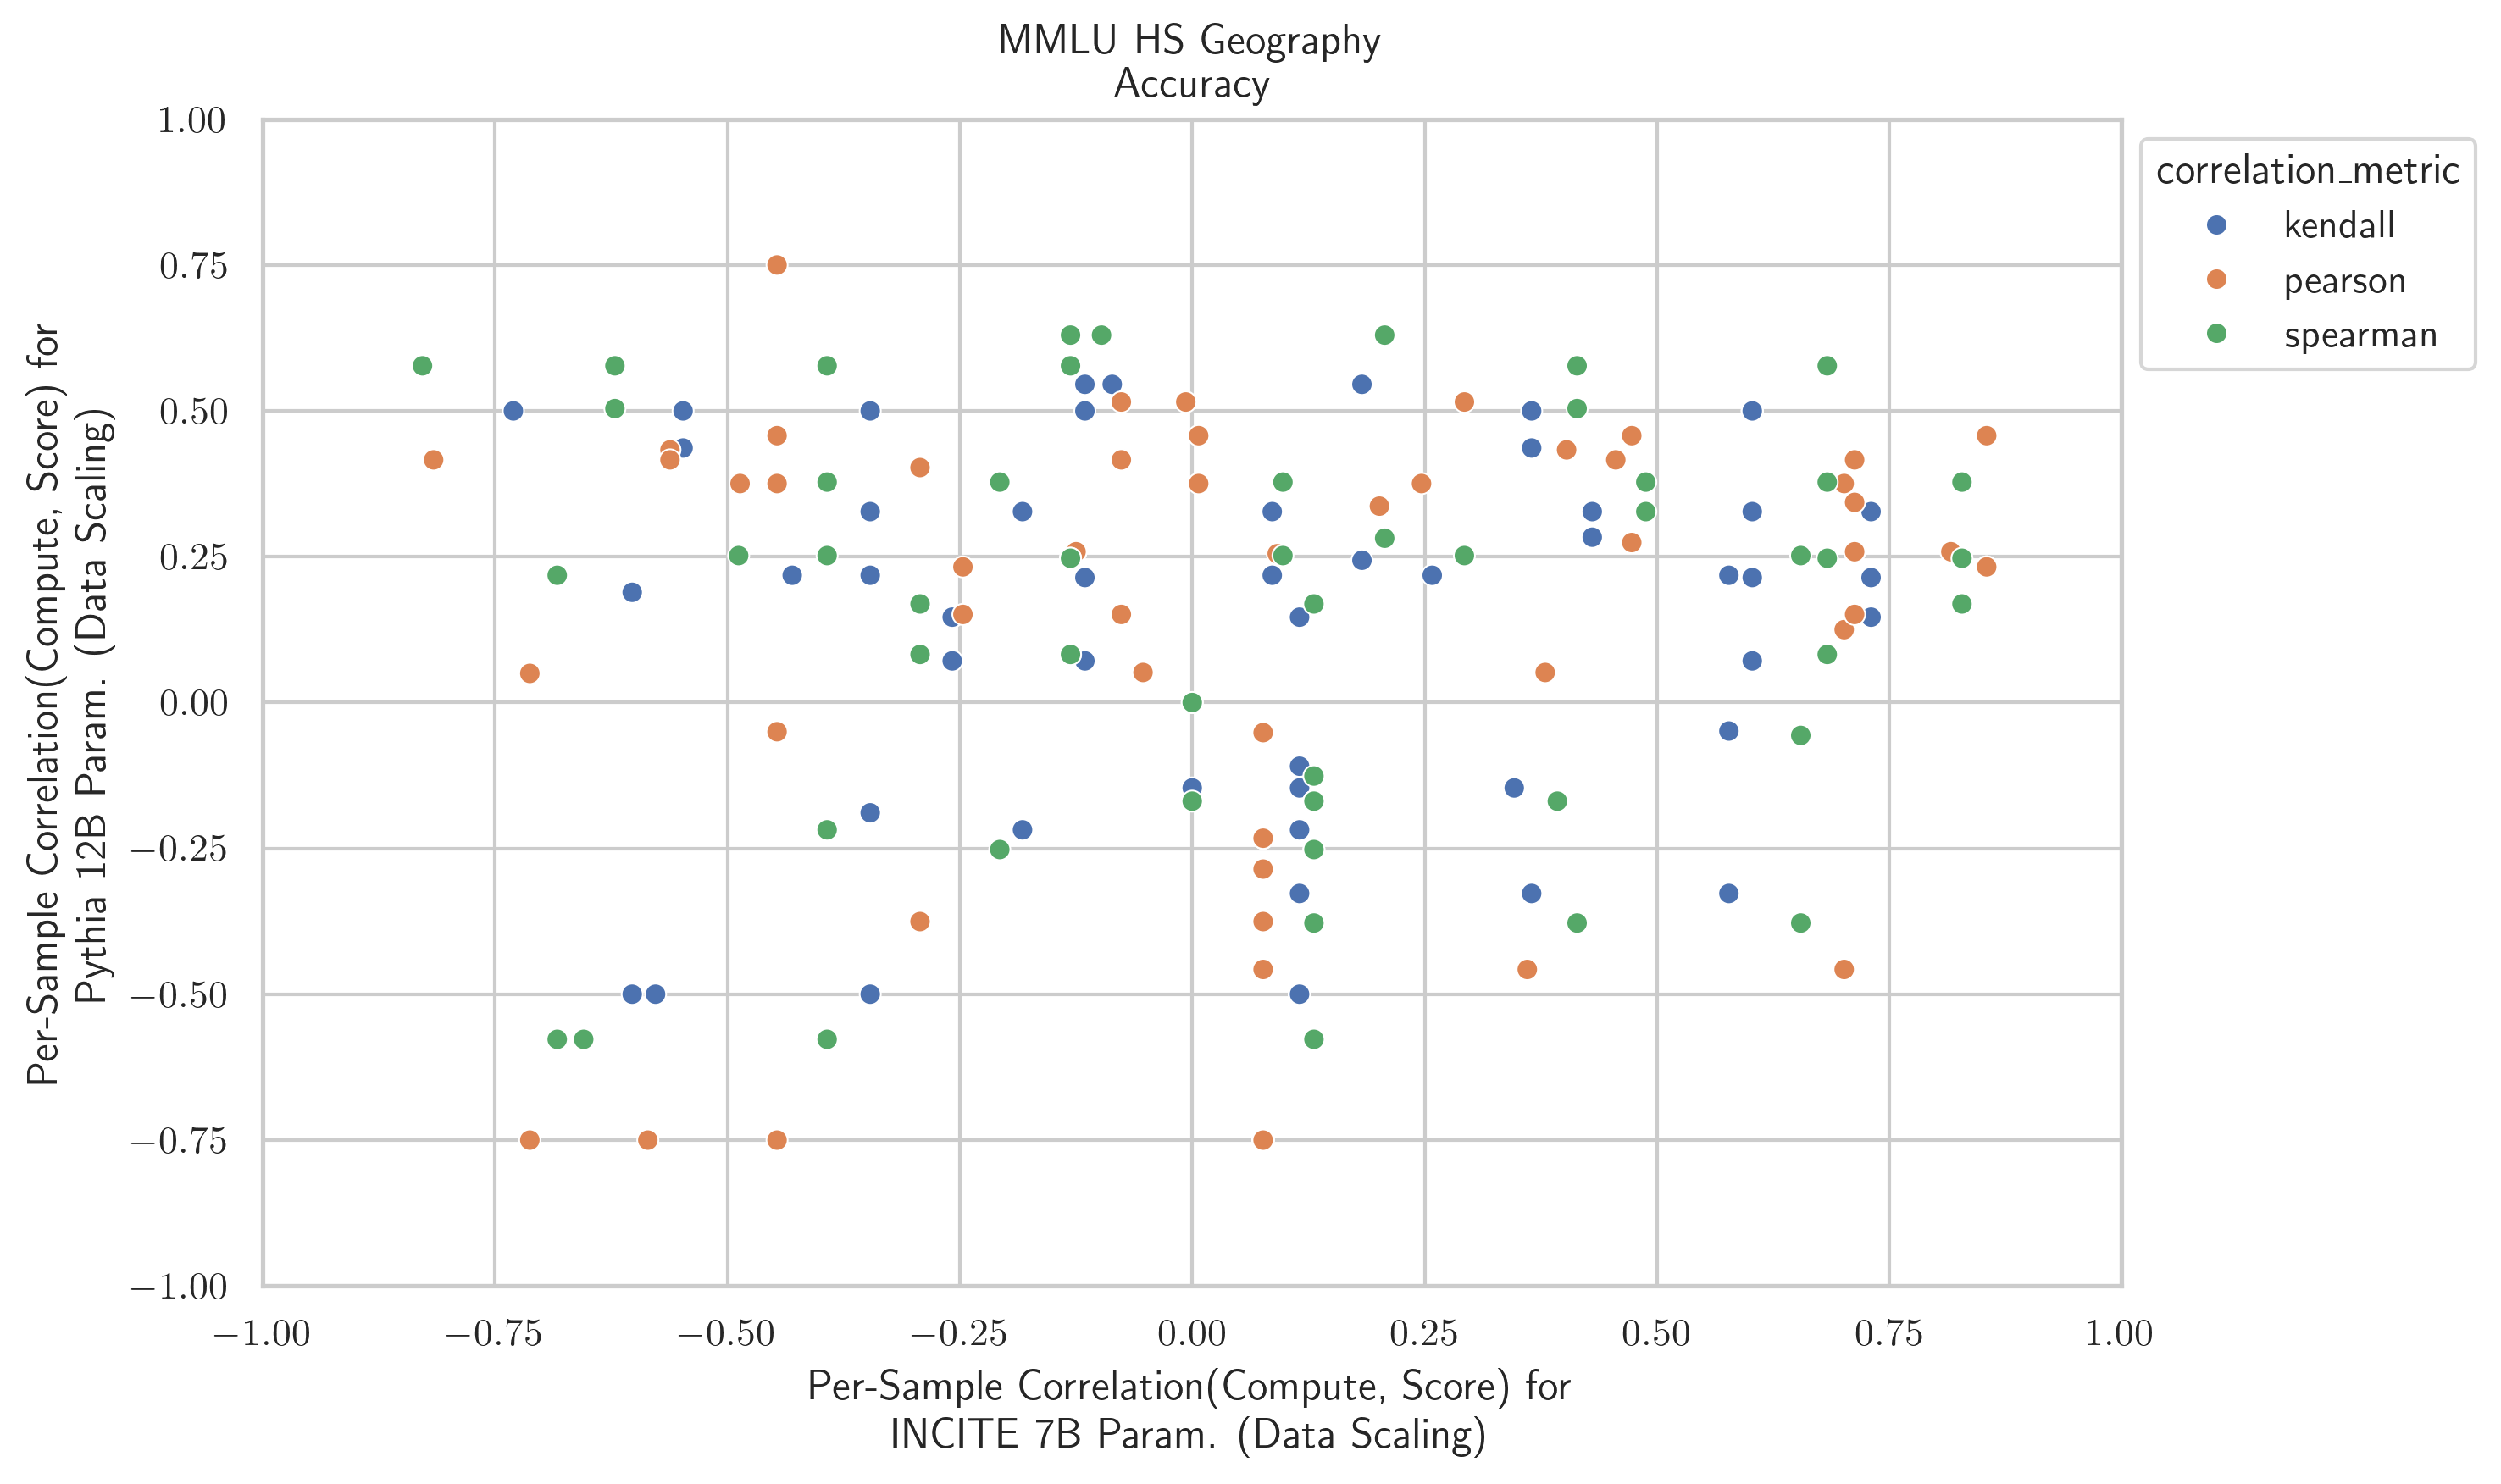 MMLU HS Geography
Accuracy
1.00
0.75
0.50
0.25
0.00
−0.25
−0.50
−0.75
−1.00
Per-Sample Correlation(Compute, Score) for
Pythia 12B Param. (Data Scaling)
correlation_metric
kendall
pearson
spearman
−1.00 −0.75 −0.50 −0.25 0.00 0.25 0.50 0.75 1.00
Per-Sample Correlation(Compute, Score) for
INCITE 7B Param. (Data Scaling)